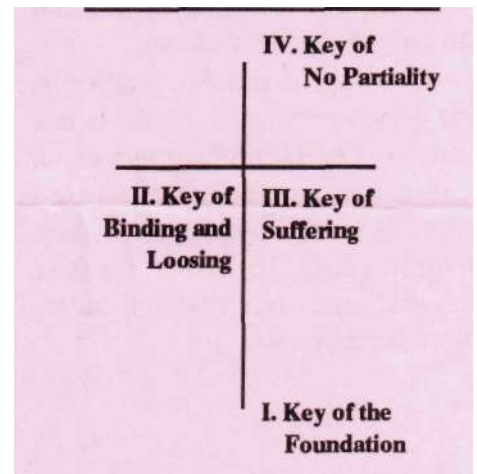 IV. Key of
No Partiality
II. Key of
Binding and
Loosing
III. Key of
Suffering
I. Key of the
Foundation